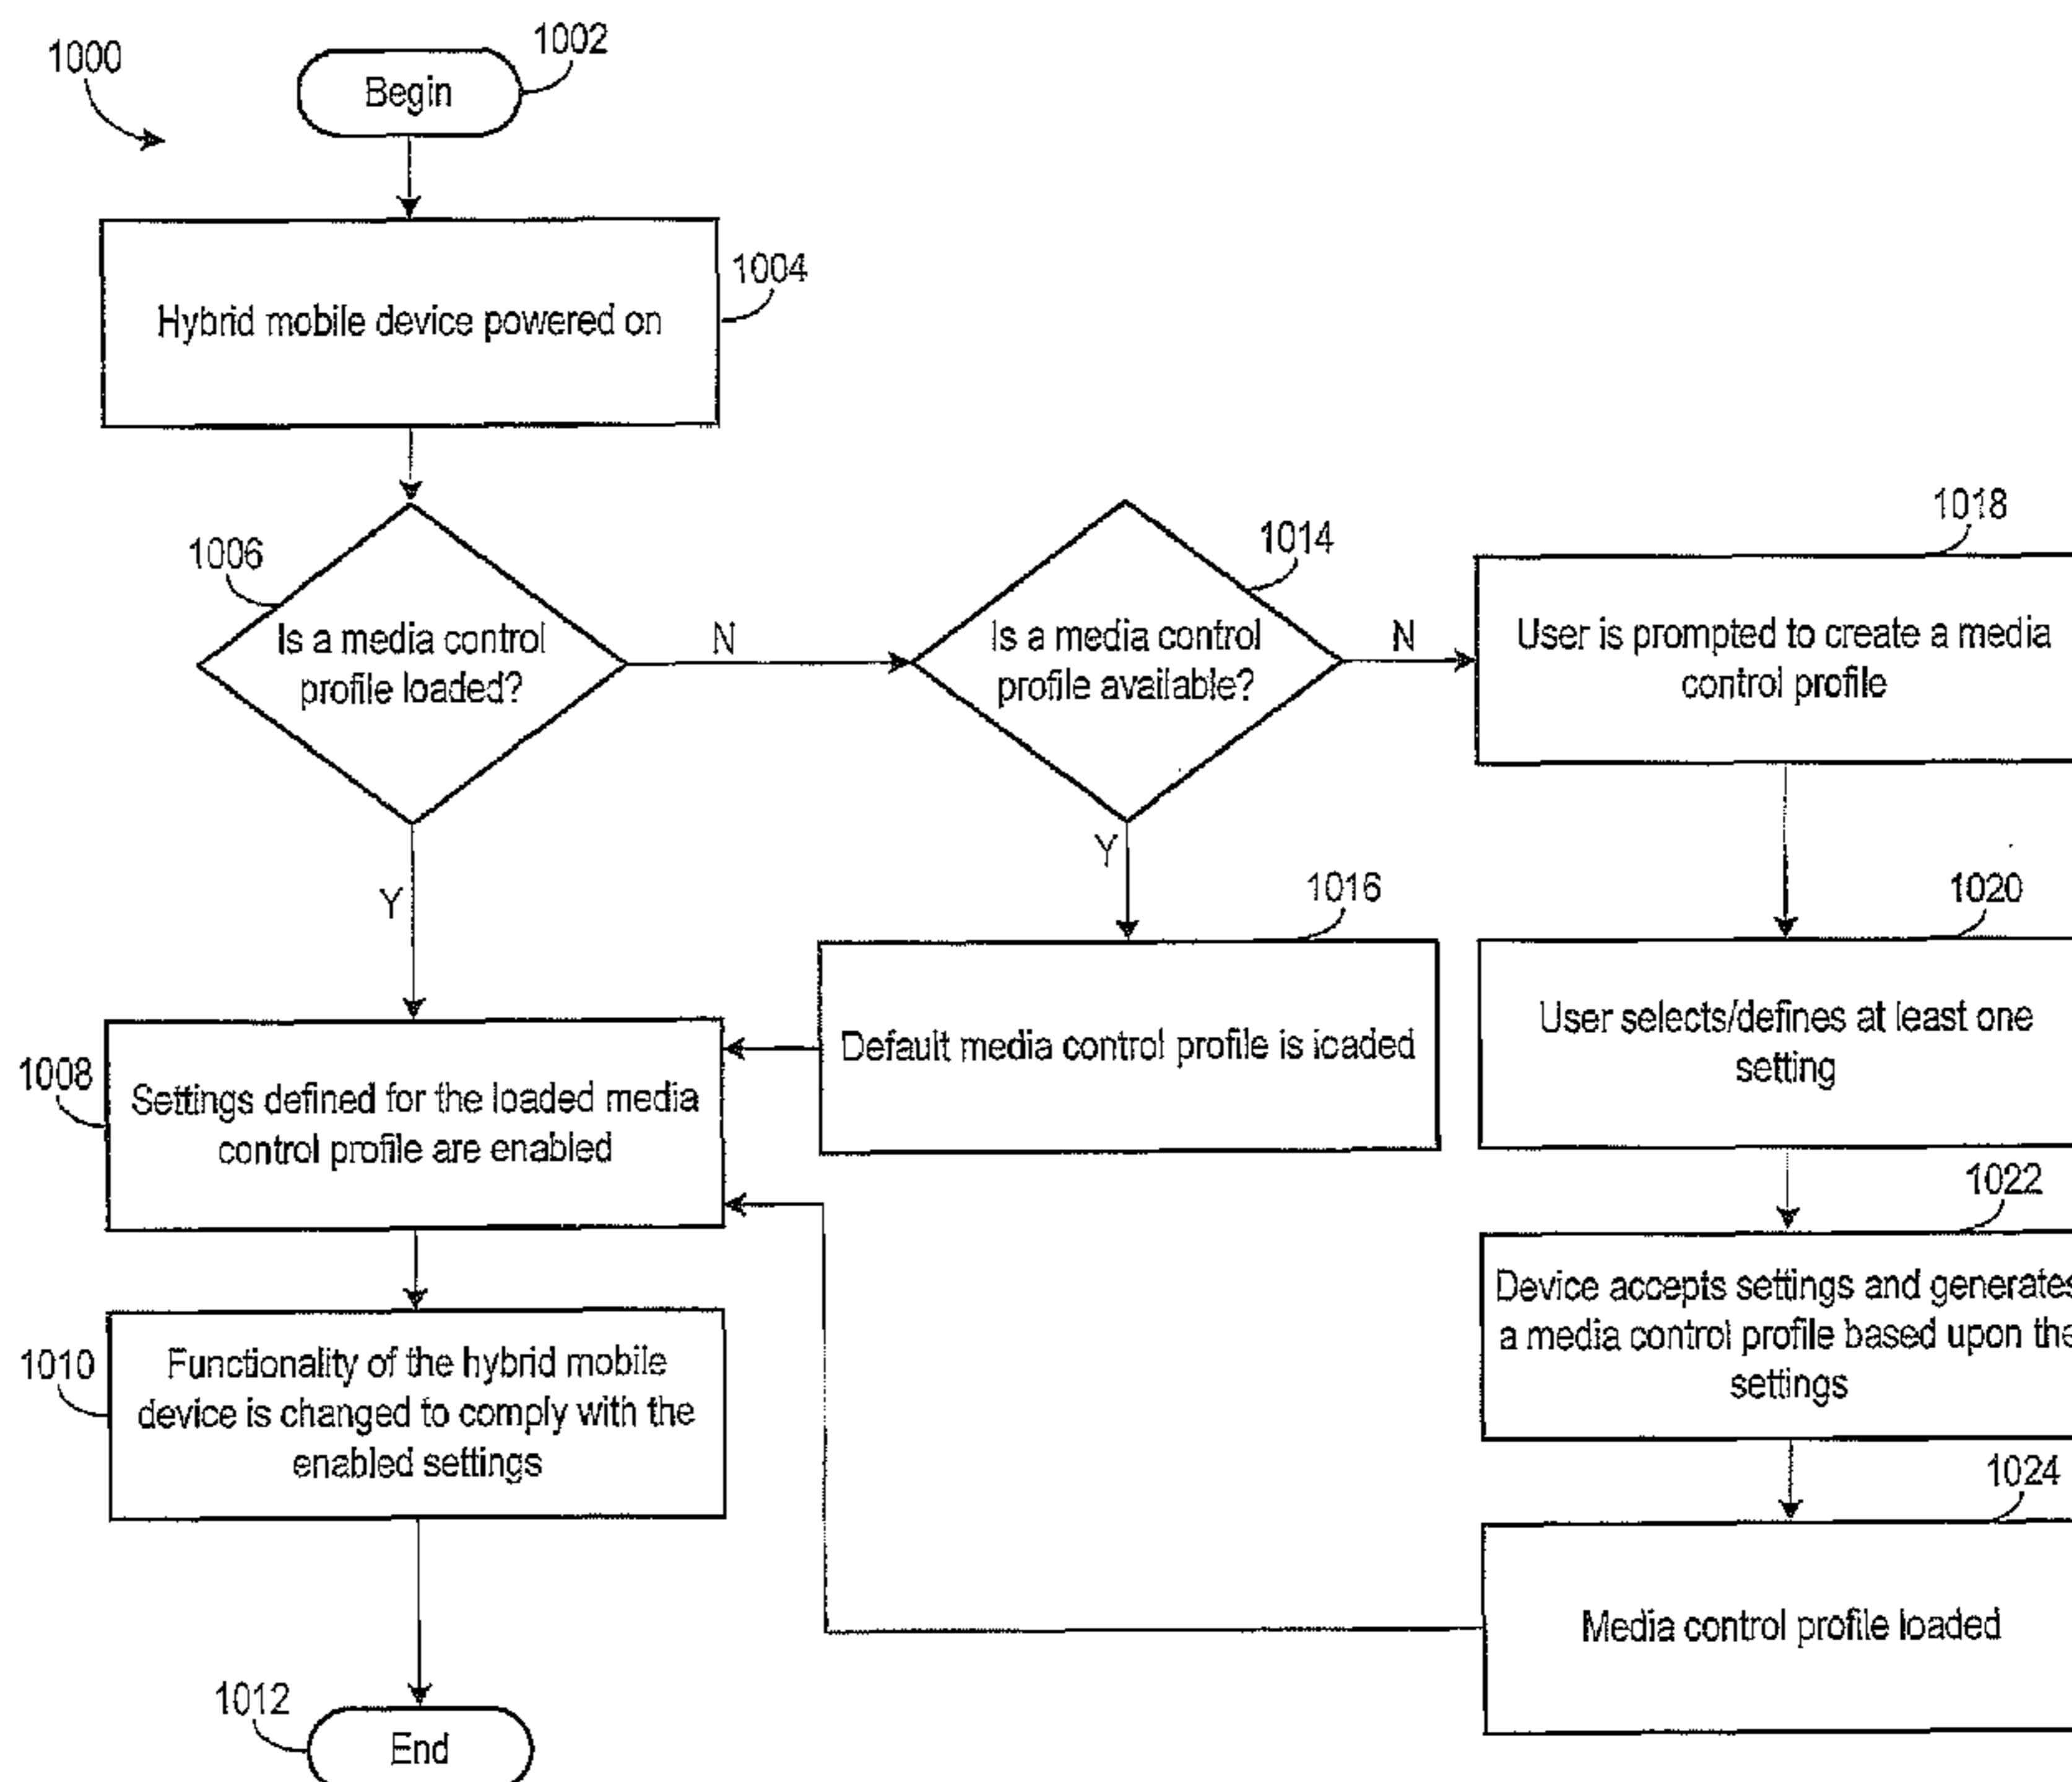 1000
1002
Begin
1004
Hybrid mobile device powered on
1006
Is a media control
profile loaded?
N
Y
1014
Is a media control
profile available?
N
Y
1018
User is prompted to create a media
control profile
1016
Default media control profile is loaded
1020
User selects/defines at least one
setting
1008
Settings defined for the loaded media
control profile are enabled
1022
Device accepts settings and generates
a media control profile based upon the
settings
1010
Functionality of the hybrid mobile
device is changed to comply with the
enabled settings
1024
Media control profile loaded
1012
End